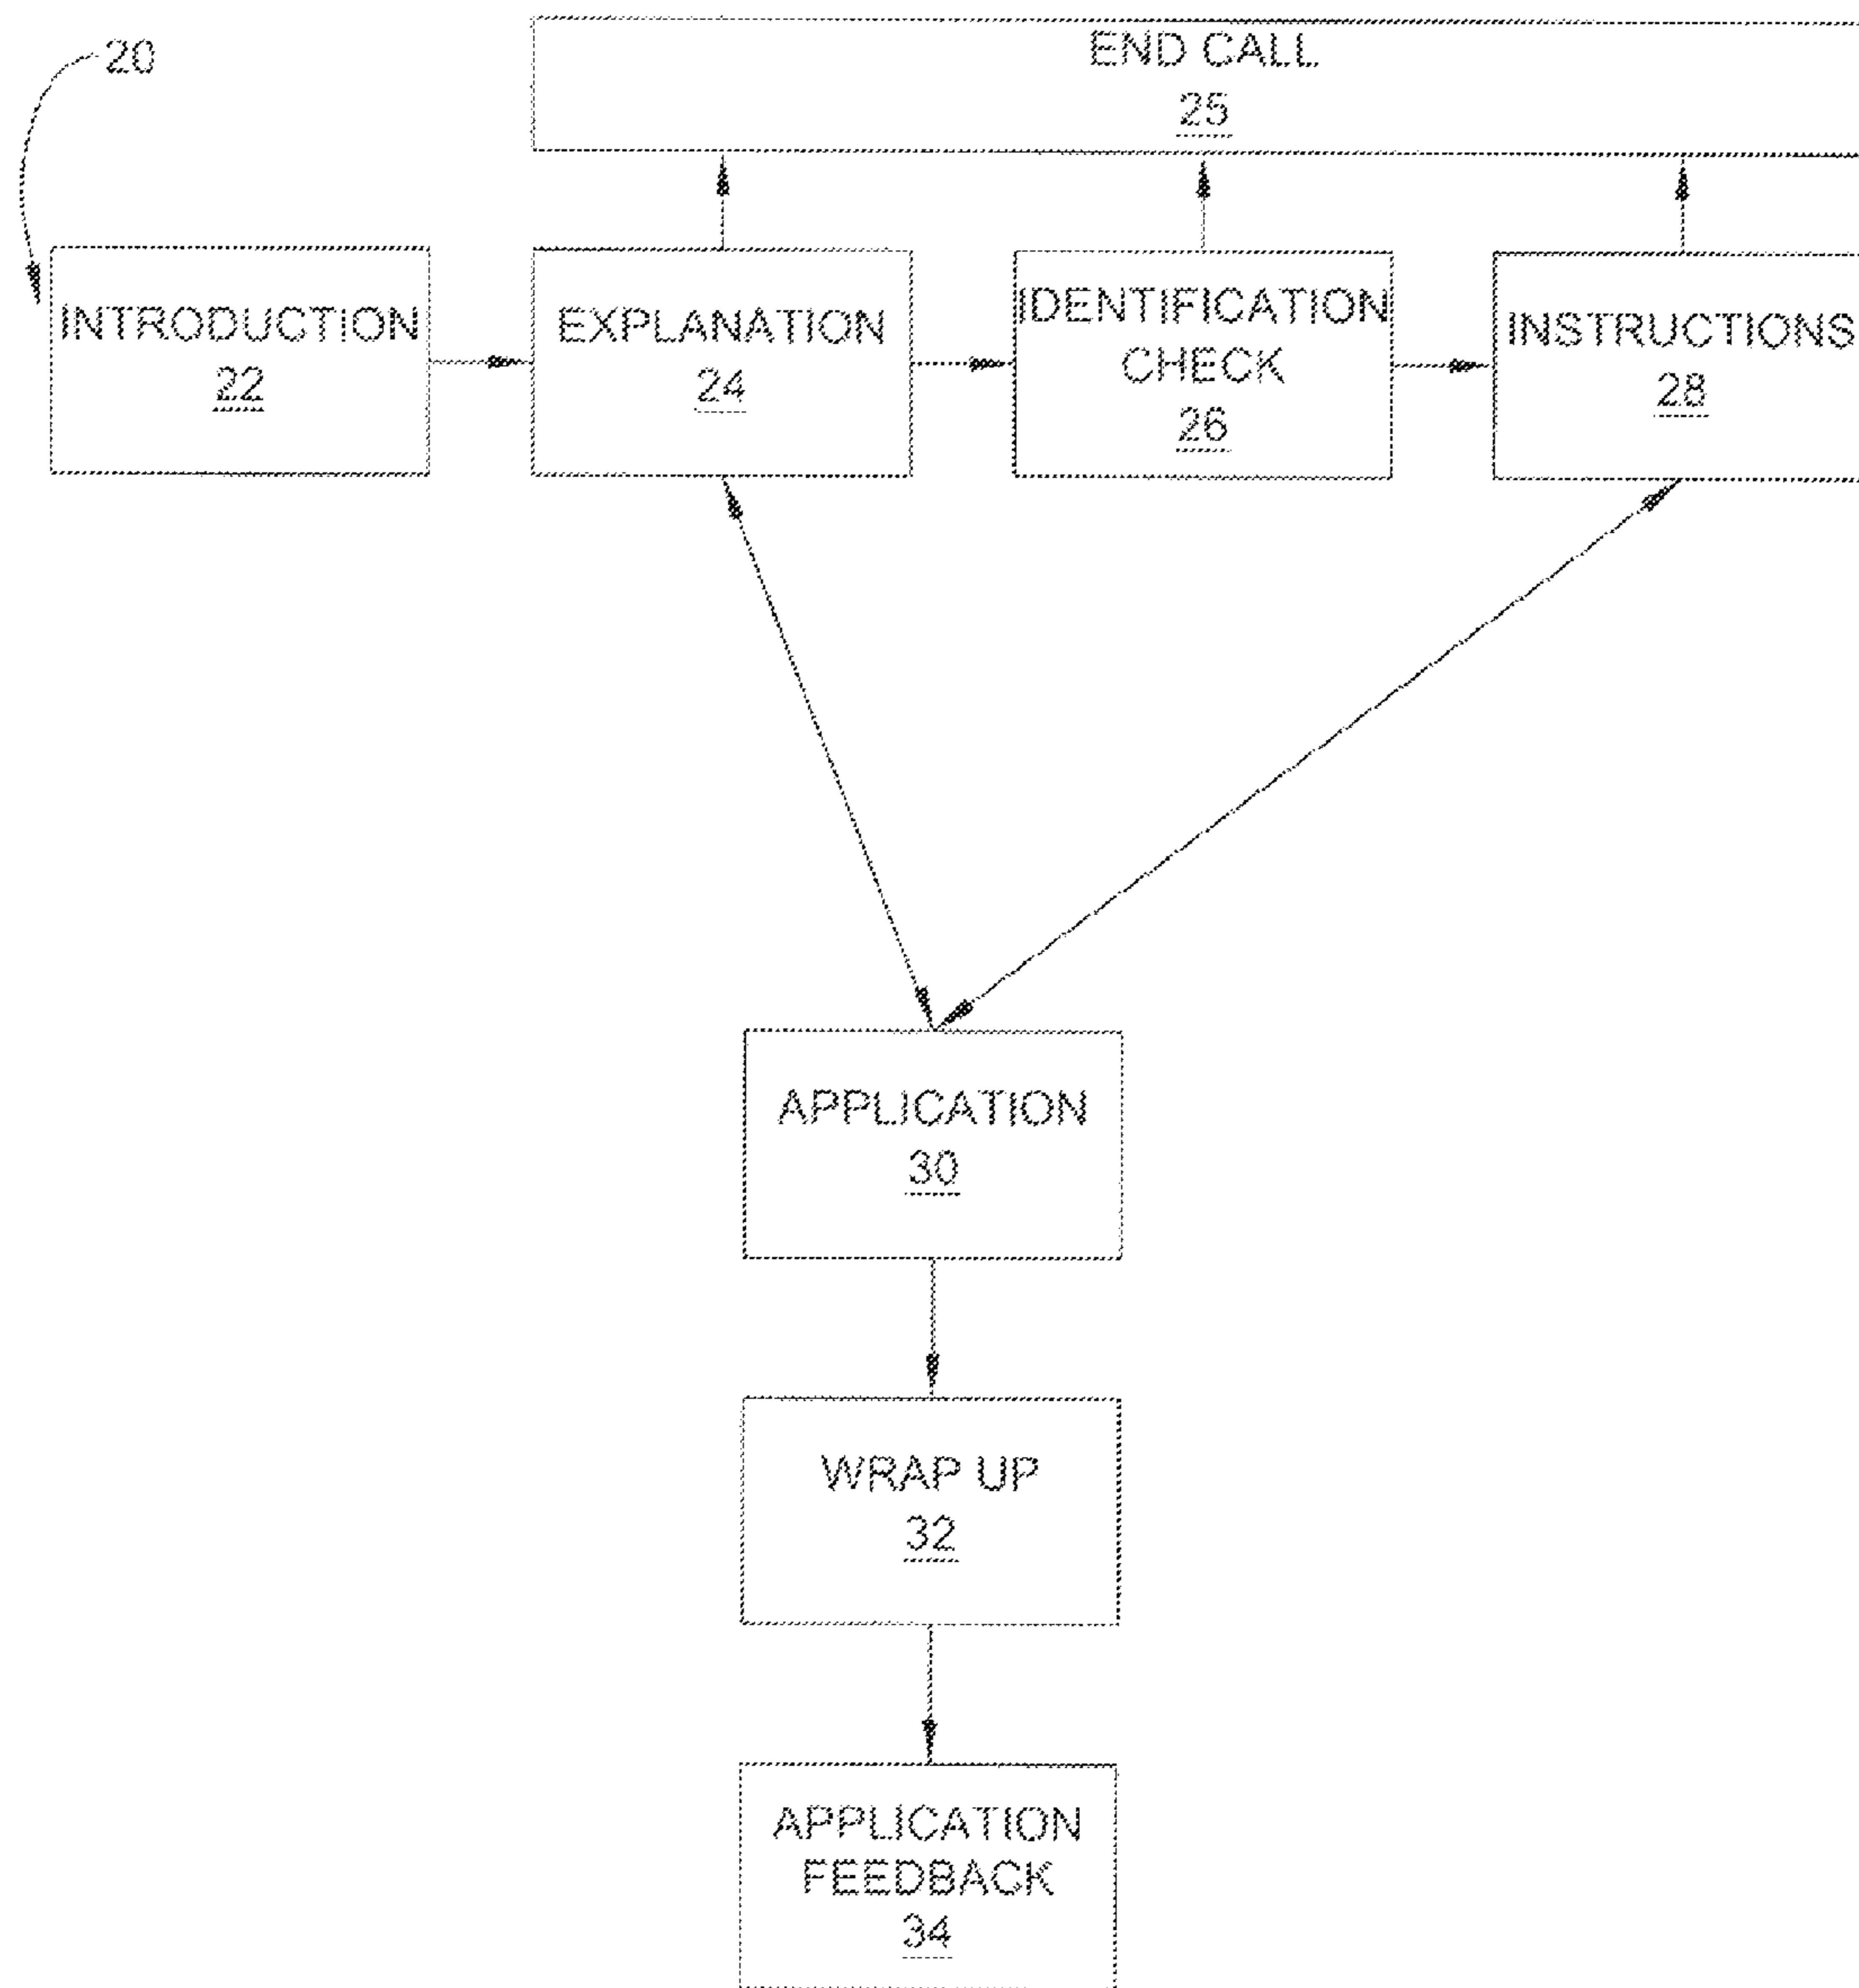 20
END CALL
25
INTRODUCTION
22
EXPLANATION
24
IDENTIFICATION
CHECK
26
INSTRUCTIONS
28
APPLICATION
30
WRAP UP
32
APPLICATION
FEEDBACK
34